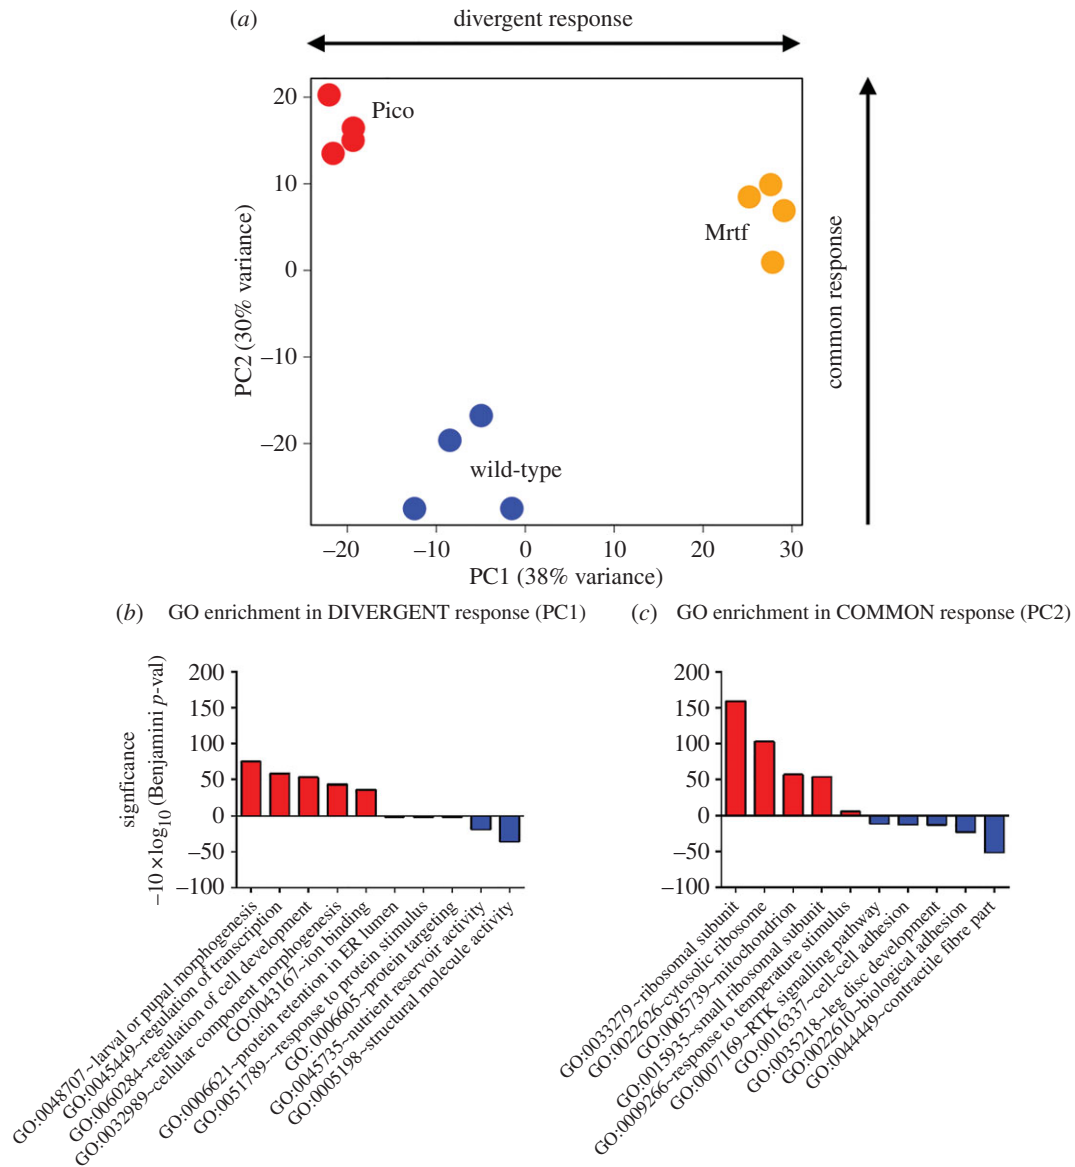 (a) divergent response
20
10
0
−10
−20
PC2 (30% variance)
Pico
Mrtf
wild-type
common response
−20 −10 0 10 20 30
PC1 (38% variance)
(b) GO enrichment in DIVERGENT response (PC1)
signficance
−10 ×log10 (Benjamini p-val)
200
150
100
50
0
−50
−100
GO:0048707~larval or pupal morphogenesis
GO:0045449~regulation of transcription
GO:0060284~regulation of cell development
GO:0032989~cellular component morphogenesis
GO:0043167~ion binding
GO:0006621~protein retention in ER lumen
GO:0051789~~response to protein stimulus
GO: 0006605~protein targeting
GO:0045735~nutrient reservoir activity
GO:0005198~structural molecule activity
(c) GO enrichment in COMMON response (PC2)
200
150
100
50
0
−50
−100
GO:0033279~ribosomal subunit
GO:0022626~cytosolic ribosome
GO:0005739~mitochondrion
GO:0015935~small ribosomal subunit
GO:0009266~response to temperature stimulus
GO:0007169~RTK signalling pathway
GO:0016337~cell-cell adhesion
GO:0035218~leg disc development
GO:0022610~biological adhesion
GO:0044449~contractile fibre part